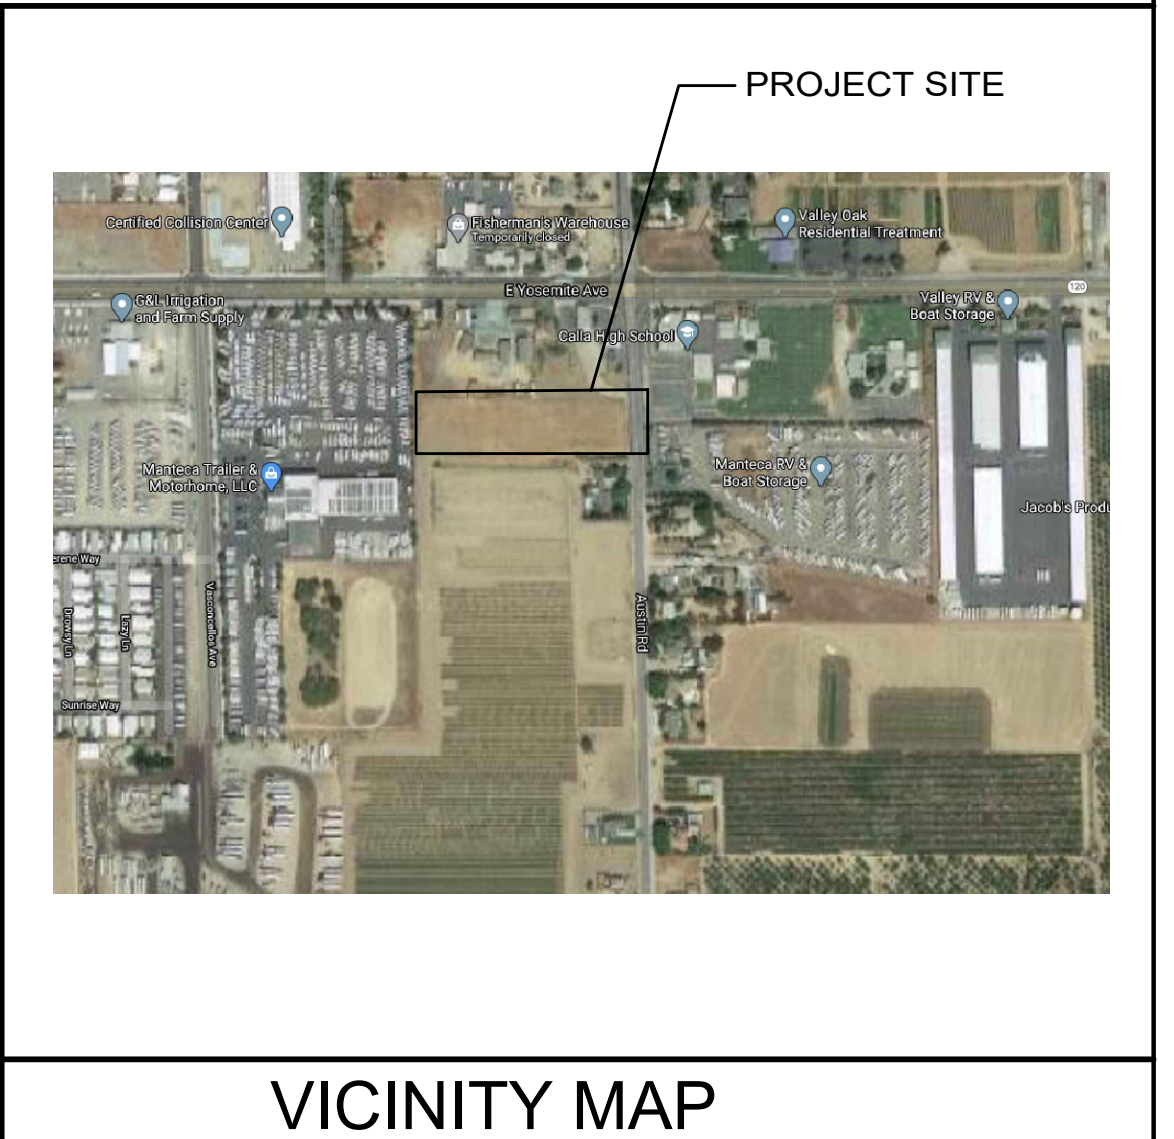 PROJECT SITE
Certified Collision Center
Fisherman's Warehouse
Temporarily closed
Valley Oak
Residential Treatment
E Yosemite Ave
120
G&L Irrigation
and Farm Supply
Valley RV &
Boat Storage
Calla High School
Manteca Trailer &
Motorhome, LLC
Manteca RV &
Boat Storage
Jacob's Produ
erene Way
Vasconcellos Ave
Drowsy Ln
Lazy Ln
Austin Rd
Sunrise Way
VICINITY MAP